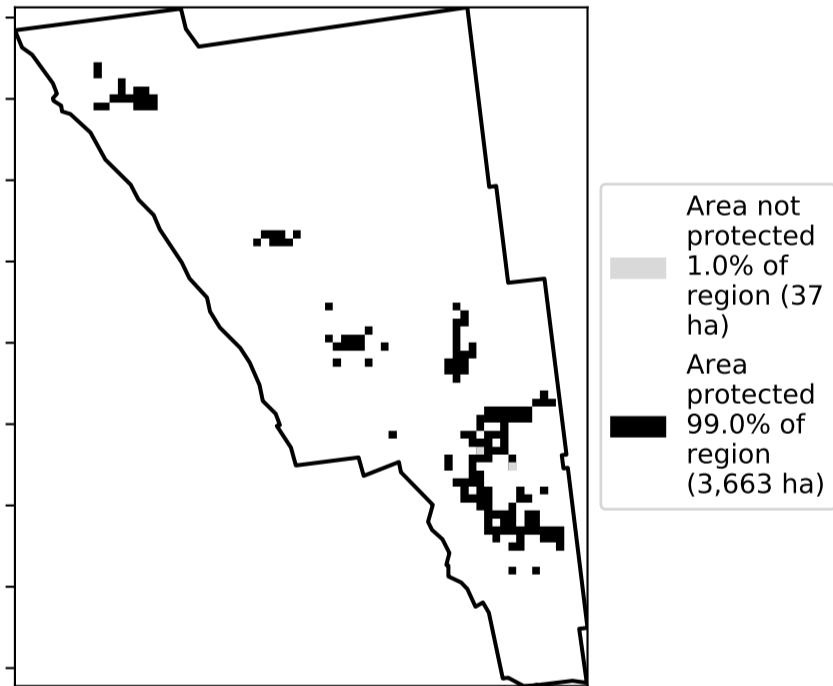 Area not
protected
1.0% of
region (37
ha)
Area
protected
99.0% of
region
(3,663 ha)